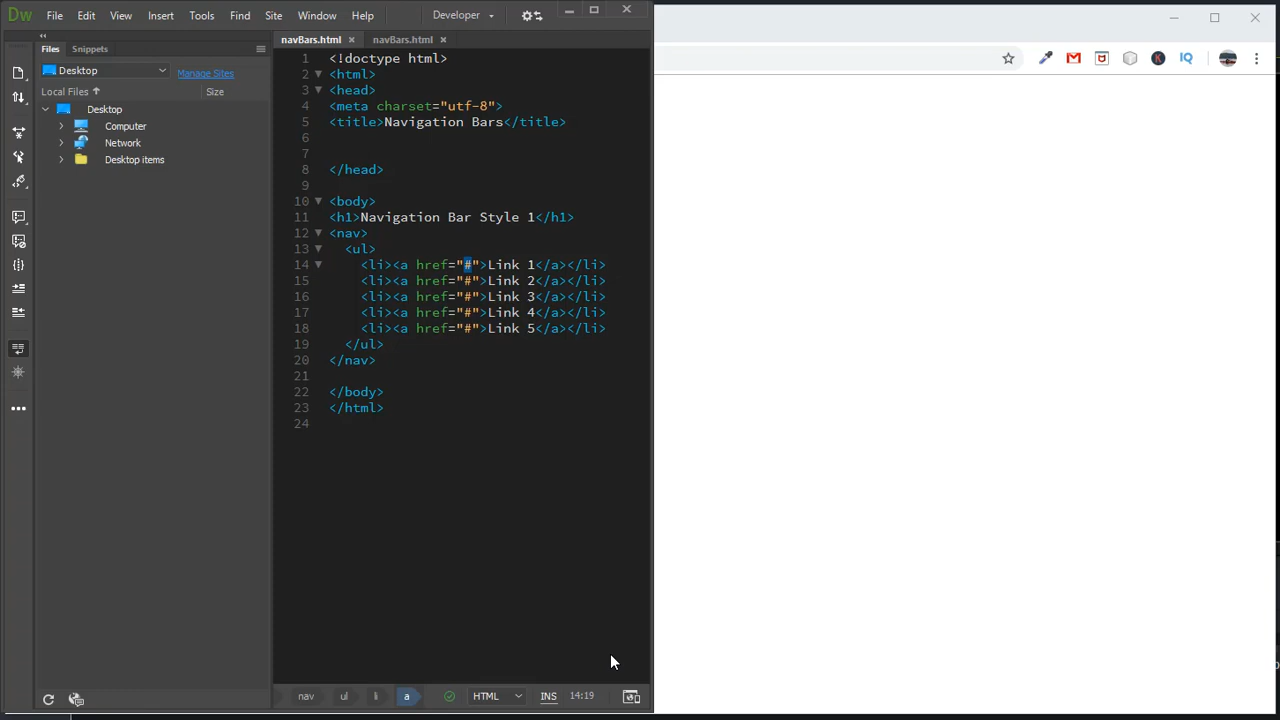 Dw File Edit View Insert Tools Find Site Window Help Developer
Files Snippets
Desktop Manage Sites
Local Files Size
Desktop
Computer
Network
Desktop items
navBars.html navBars.html
1 <!doctype html>
2 <html>
3 <head>
4 <meta charset="utf-8">
5 <title>Navigation Bars</title>
6
7
8 </head>
9
10 <body>
11 <h1>Navigation Bar Style 1</h1>
12 <nav>
13 <ul>
14 <li><a href="#">Link 1</a></li>
15 <li><a href="#">Link 2</a></li>
16 <li><a href="#">Link 3</a></li>
17 <li><a href="#">Link 4</a></li>
18 <li><a href="#">Link 5</a></li>
19 </ul>
20 </nav>
21
22 </body>
23 </html>
24
nav ul li a HTML INS 14:19
K IQ